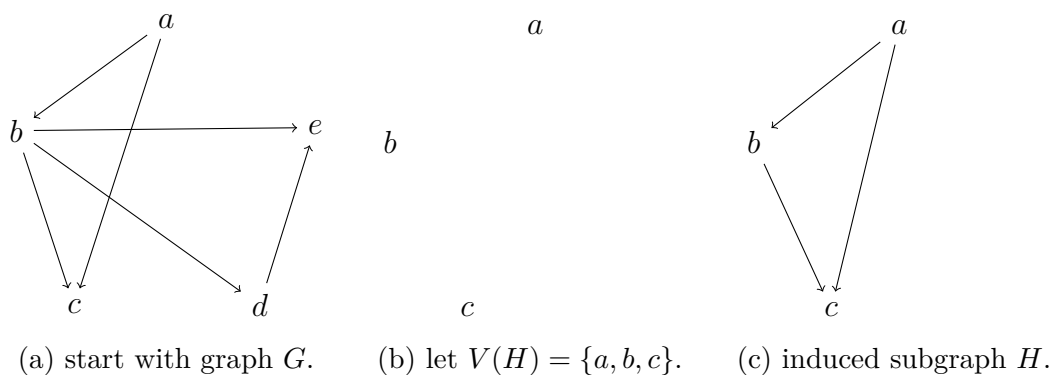 a
b
e
c
d
(a) start with graph G.
a
b
c
(b) let V(H) = {a, b, c}.
a
b
c
(c) induced subgraph H.